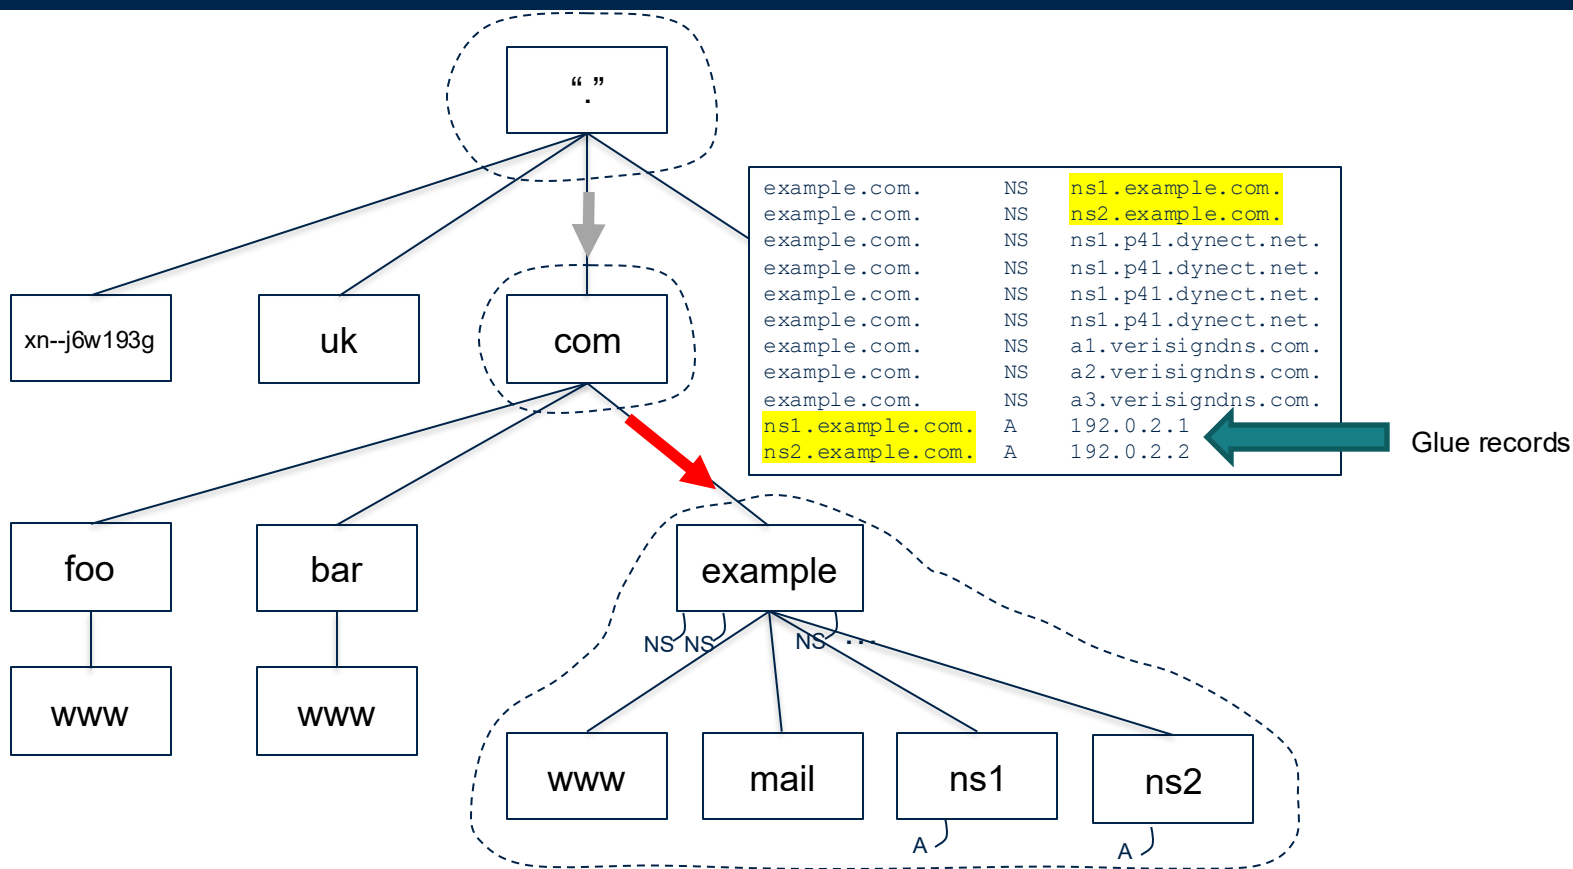 “.”
example.com. NS ns1.example.com.
example.com. NS ns2.example.com.
example.com. NS ns1.p41.dynect.net.
example.com. NS ns1.p41.dynect.net.
example.com. NS ns1.p41.dynect.net.
example.com. NS ns1.p41.dynect.net.
example.com. NS a1.verisigndns.com.
example.com. NS a2.verisigndns.com.
example.com. NS a3.verisigndns.com.
ns1.example.com. A 192.0.2.1
ns2.example.com. A 192.0.2.2
Glue records
xn--j6w193g
uk
com
foo
bar
example
NS NS NS ...
www
www
www
mail
ns1
ns2
A
A